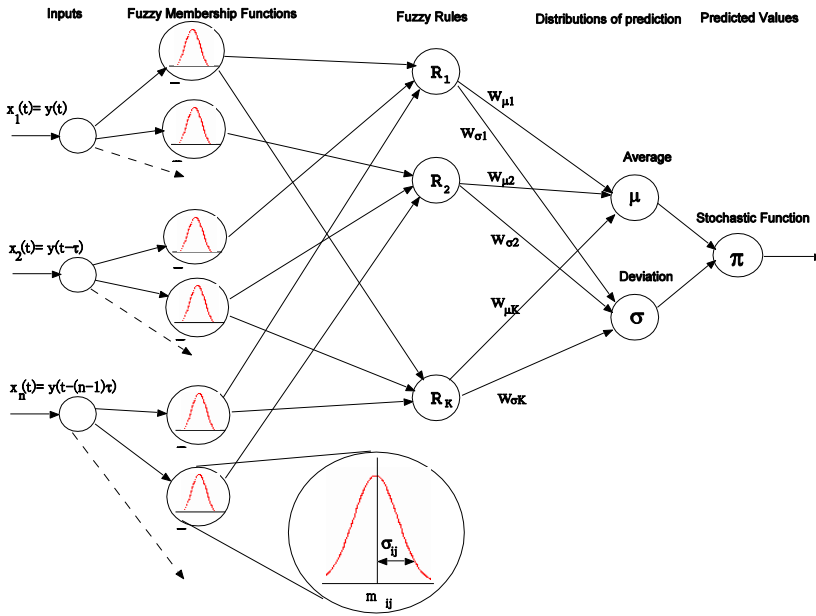 Inputs
Fuzzy Membership Functions
Fuzzy Rules
Distributions of prediction
Predicted Values
x1(t)= y(t)
x2(t)= y(t-τ)
xn(t)= y(t-(n-1)τ)
R1
R2
RK
Wμ1
Wσ1
Wμ2
Wσ2
WμK
WσK
Average
μ
Deviation
σ
Stochastic Function
π
σij
m ij